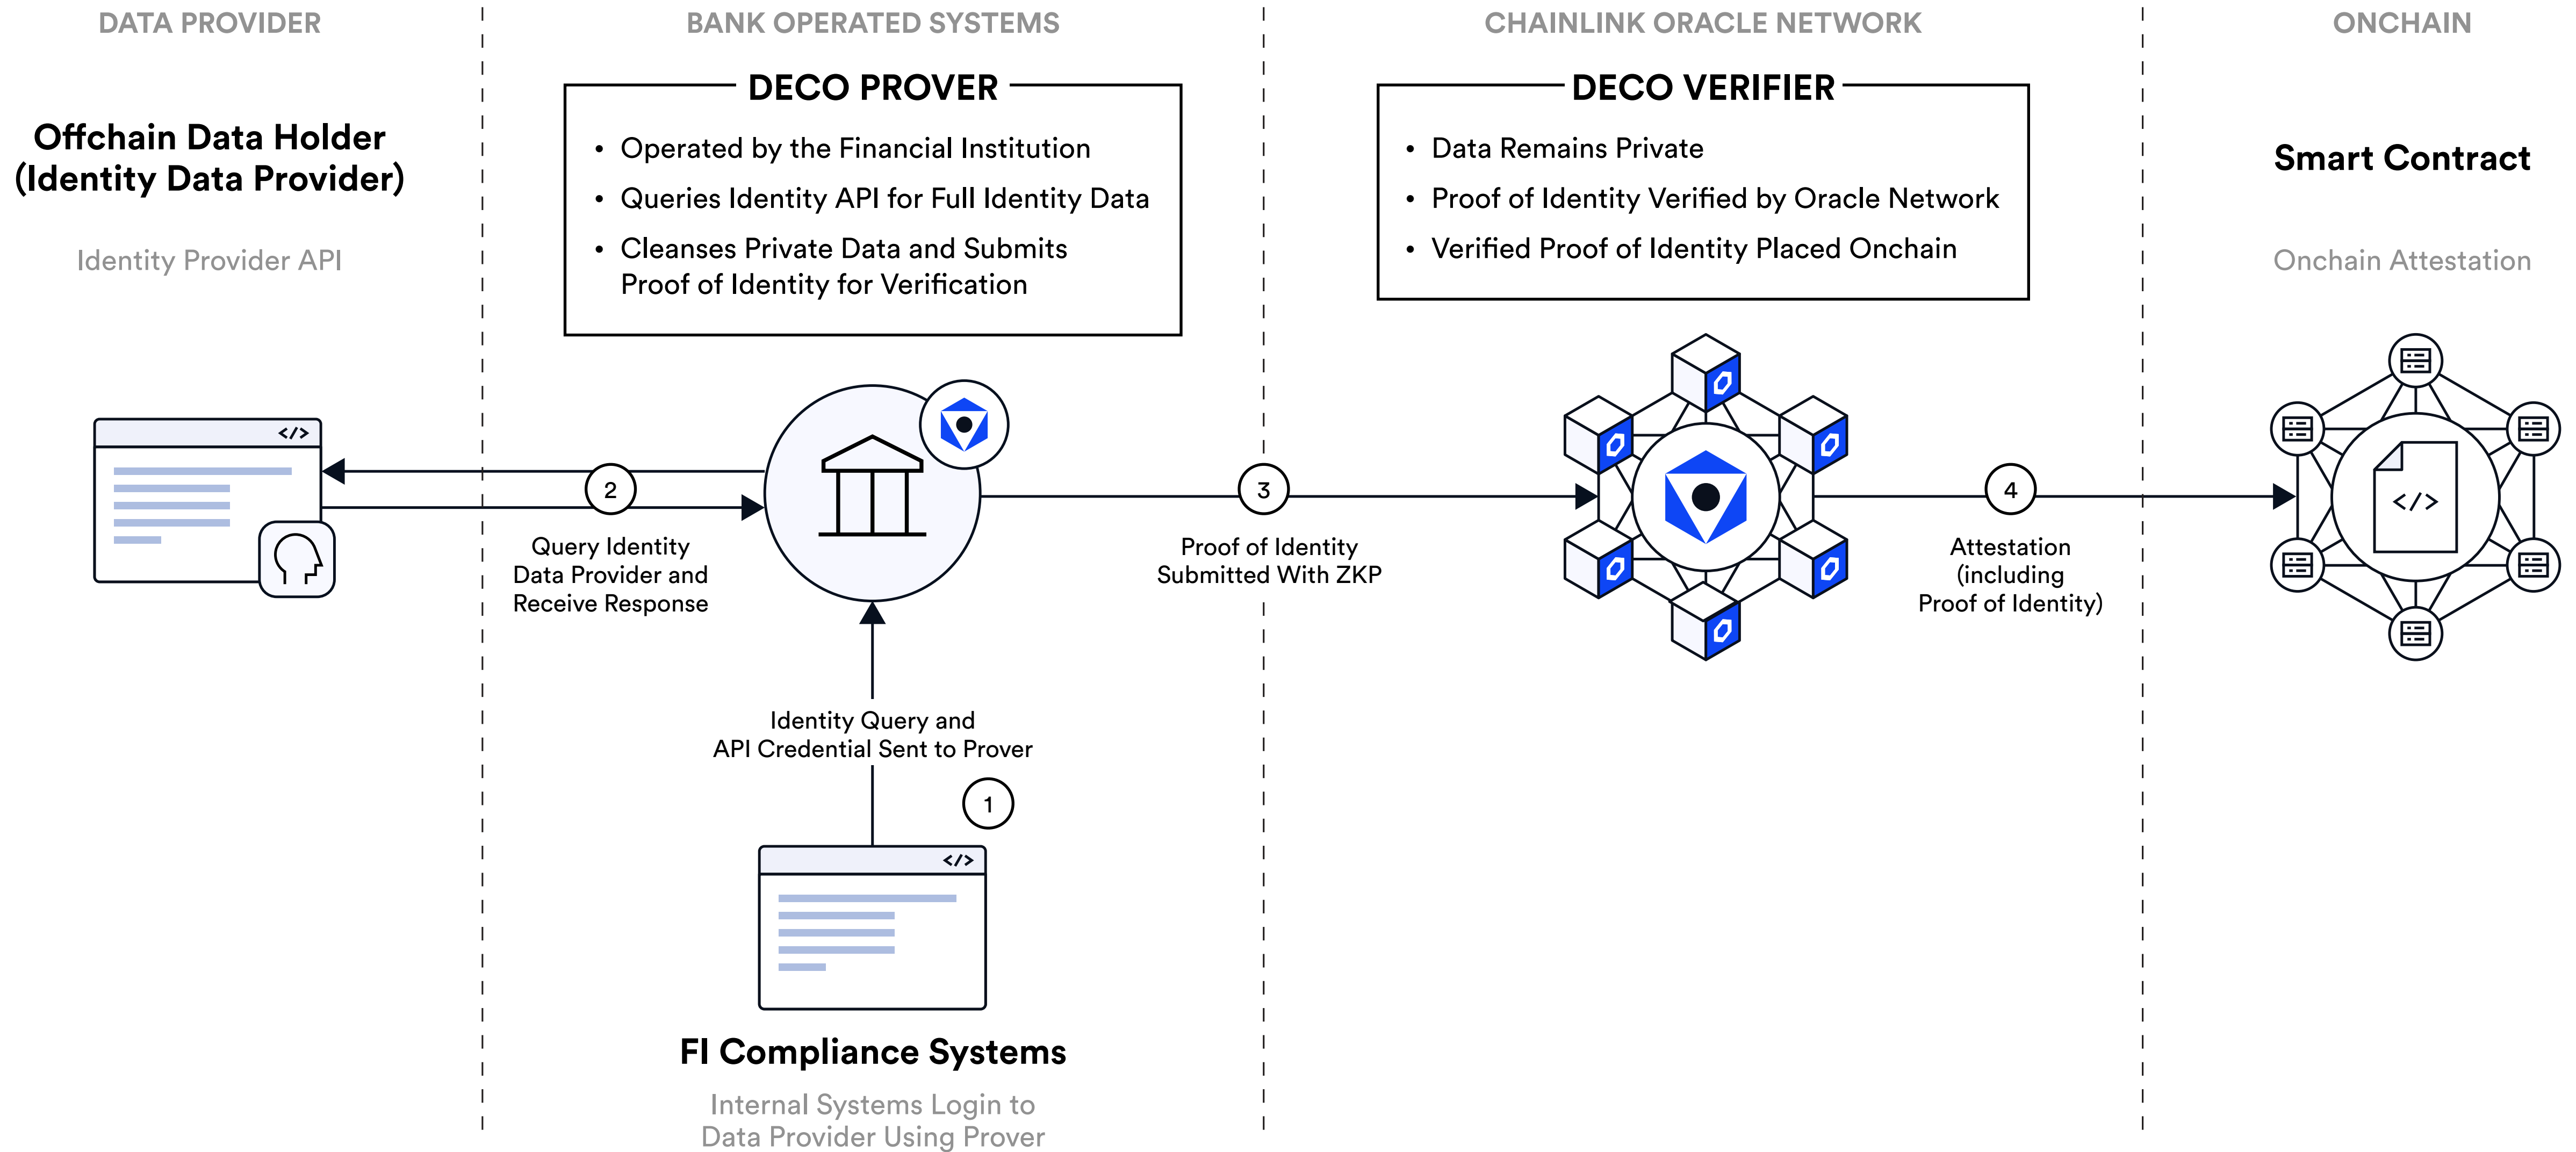 DATA PROVIDER
BANK OPERATED SYSTEMS
CHAINLINK ORACLE NETWORK
ONCHAIN
Offchain Data Holder
(Identity Data Provider)
Identity Provider API
DECO PROVER
• Operated by the Financial Institution
• Queries Identity API for Full Identity Data
• Cleanses Private Data and Submits
Proof of Identity for Verification
DECO VERIFIER
• Data Remains Private
• Proof of Identity Verified by Oracle Network
• Verified Proof of Identity Placed Onchain
Smart Contract
Onchain Attestation
</>
2
Query Identity
Data Provider and
Receive Response
3
Proof of Identity
Submitted With ZKP
4
Attestation
(including
Proof of Identity)
</>
Identity Query and
API Credential Sent to Prover
1
</>
FI Compliance Systems
Internal Systems Login to
Data Provider Using Prover